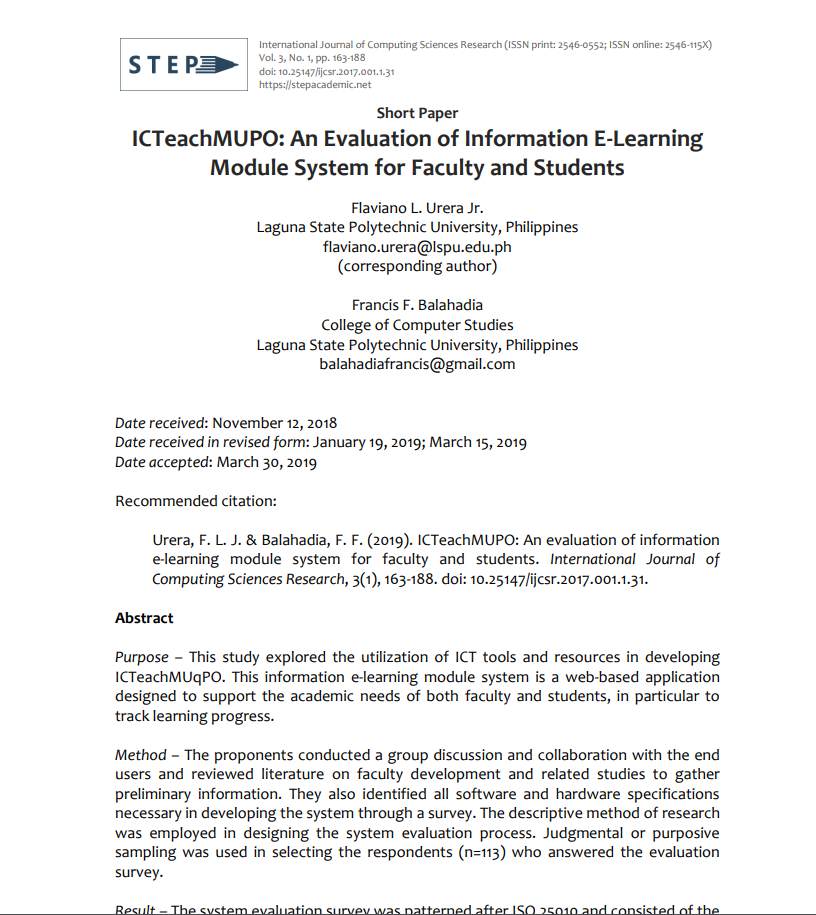 STEP
International Journal of Computing Sciences Research (ISSN print: 2546-0552; ISSN online: 2546-115X)
Vol. 3, No. 1, pp. 163-188
doi: 10.25147/ijcsr.2017.001.1.31
https://stepacademic.net
Short Paper
ICTeachMUPO: An Evaluation of Information E-Learning
Module System for Faculty and Students
Flaviano L. Urera Jr.
Laguna State Polytechnic University, Philippines
flaviano.urera@lspu.edu.ph
(corresponding author)
Francis F. Balahadia
College of Computer Studies
Laguna State Polytechnic University, Philippines
balahadiafrancis@gmail.com
Date received: November 12, 2018
Date received in revised form: January 19, 2019; March 15, 2019
Date accepted: March 30, 2019
Recommended citation:
Urera, F. L. J. & Balahadia, F. F. (2019). ICTeachMUPO: An evaluation of information
e-learning module system for faculty and students. International Journal of
Computing Sciences Research, 3(1), 163-188. doi: 10.25147/ijcsr.2017.001.1.31.
Abstract
Purpose – This study explored the utilization of ICT tools and resources in developing
ICTeachMUqPO. This information e-learning module system is a web-based application
designed to support the academic needs of both faculty and students, in particular to
track learning progress.
Method – The proponents conducted a group discussion and collaboration with the end
users and reviewed literature on faculty development and related studies to gather
preliminary information. They also identified all software and hardware specifications
necessary in developing the system through a survey. The descriptive method of research
was employed in designing the system evaluation process. Judgmental or purposive
sampling was used in selecting the respondents (n=113) who answered the evaluation
survey.
Result – The system evaluation survey was patterned after ISO 25010 and consisted of the